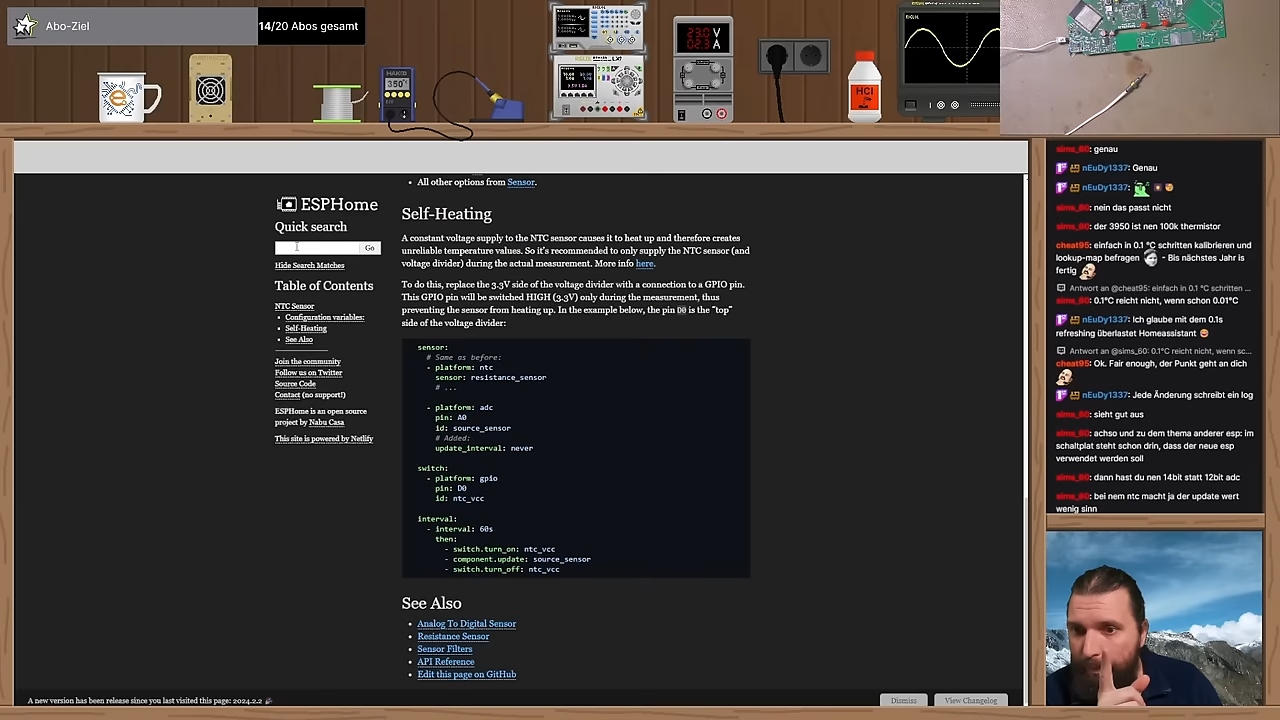 Abo-Ziel
14/20 Abos gesamt
HAKKO
350°
RIGOL
23.0 V
02.3 A
HCl
RIGOL
ESPHome
Quick search
Go
Hide Search Matches
Table of Contents
NTC Sensor
Configuration variables:
Self-Heating
See Also
Join the community
Follow us on Twitter
Source Code
Contact (no support!)
ESPHome is an open source
project by Nabu Casa
This site is powered by Netlify
All other options from Sensor.
Self-Heating
A constant voltage supply to the NTC sensor causes it to heat up and therefore creates
unreliable temperature values. So it's recommended to only supply the NTC sensor (and
voltage divider) during the actual measurement. More info here.
To do this, replace the 3.3V side of the voltage divider with a connection to a GPIO pin.
This GPIO pin will be switched HIGH (3.3V) only during the measurement, thus
preventing the sensor from heating up. In the example below, the pin D0 is the "top"
side of the voltage divider:
sensor:
# Same as before:
- platform: ntc
sensor: resistance_sensor
# ...
- platform: adc
pin: A0
id: source_sensor
# Added:
update_interval: never
switch:
- platform: gpio
pin: D0
id: ntc_vcc
interval:
- interval: 60s
then:
- switch.turn_on: ntc_vcc
- component.update: source_sensor
- switch.turn_off: ntc_vcc
See Also
Analog To Digital Sensor
Resistance Sensor
Sensor Filters
API Reference
Edit this page on GitHub
A new version has been release since you last visited this page: 2024.2.2
Dismiss
View Changelog
sims_60: genau
nEuDy1337: Genau
nEuDy1337:
sims_60: nein das passt nicht
sims_60: der 3950 ist nen 100k thermistor
cheat95: einfach in 0.1 °C schritten kalibrieren und
lookup-map befragen - Bis nächstes Jahr is
fertig
Antwort an @cheat95: einfach in 0.1 °C schritten ...
sims_60: 0.1°C reicht nicht, wenn schon 0.01°C
nEuDy1337: Ich glaube mit dem 0.1s
refreshing überlastet Homeassistant
Antwort an @sims_60: 0.1°C reicht nicht, wenn sc...
cheat95: Ok. Fair enough, der Punkt geht an dich
nEuDy1337: Jede Änderung schreibt ein log
sims_60: sieht gut aus
sims_60: achso und zu dem thema anderer esp: im
schaltplat steht schon drin, dass der neue esp
verwendet werden soll
sims_60: dann hast du nen 14bit statt 12bit adc
sims_60: bei nem ntc macht ja der update wert
wenig sinn